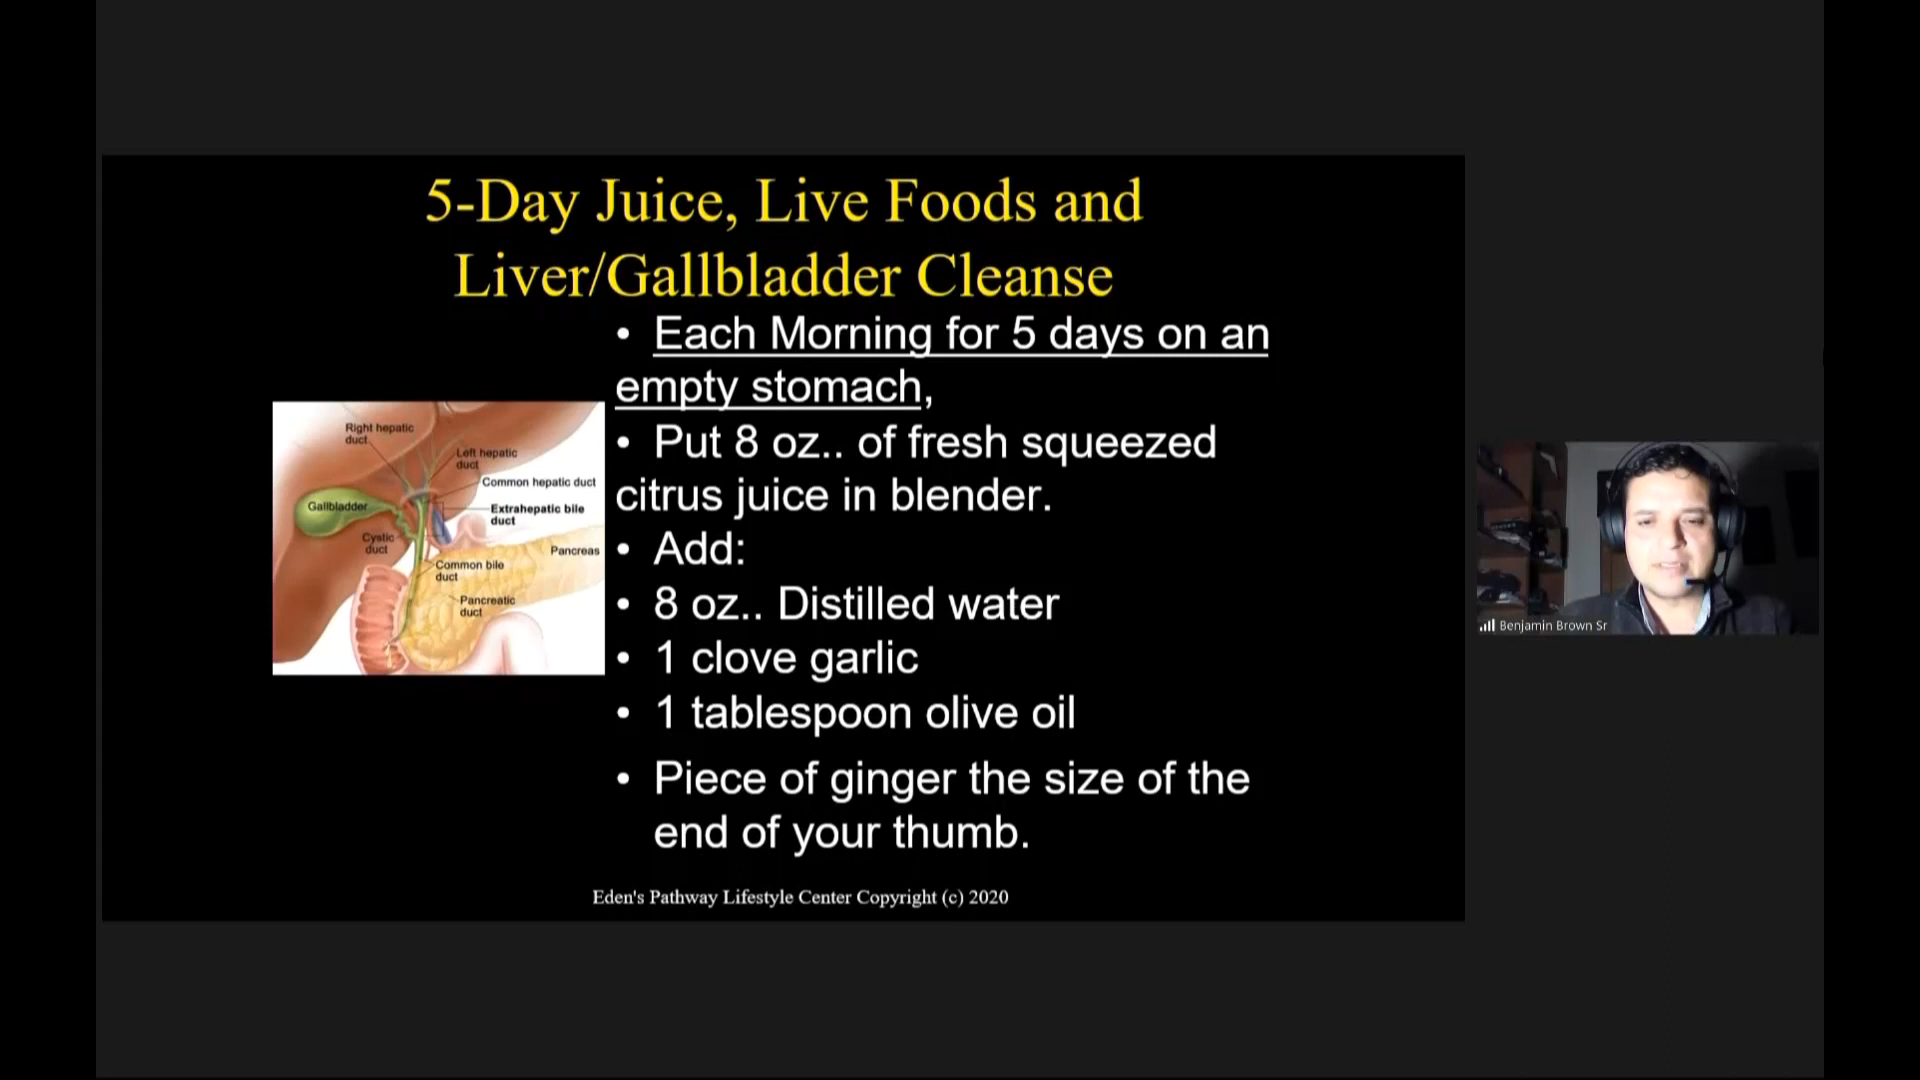 5-Day Juice, Live Foods and
Liver/Gallbladder Cleanse
• Each Morning for 5 days on an
empty stomach,
• Put 8 oz.. of fresh squeezed
citrus juice in blender.
• Add:
• 8 oz.. Distilled water
• 1 clove garlic
• 1 tablespoon olive oil
• Piece of ginger the size of the
end of your thumb.
Right hepatic
duct
Left hepatic
duct
Common hepatic duct
Gallbladder
Extrahepatic bile
duct
Cystic
duct
Pancreas
Common bile
duct
Pancreatic
duct
Eden's Pathway Lifestyle Center Copyright (c) 2020
Benjamin Brown Sr